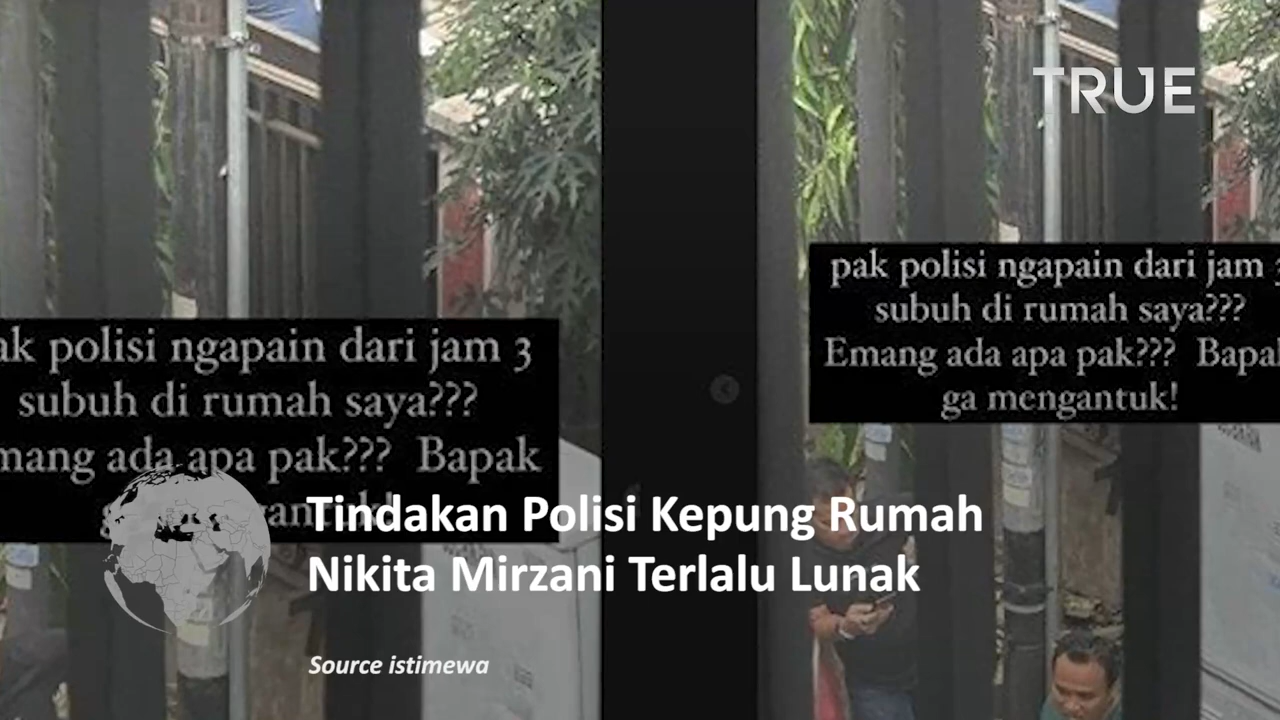 TRUE
ak polisi ngapain dari jam 3
subuh di rumah saya???
mang ada apa pak??? Bapak
pak polisi ngapain dari jam 3
subuh di rumah saya???
Emang ada apa pak??? Bapak
ga mengantuk!
Tindakan Polisi Kepung Rumah
Nikita Mirzani Terlalu Lunak
Source istimewa